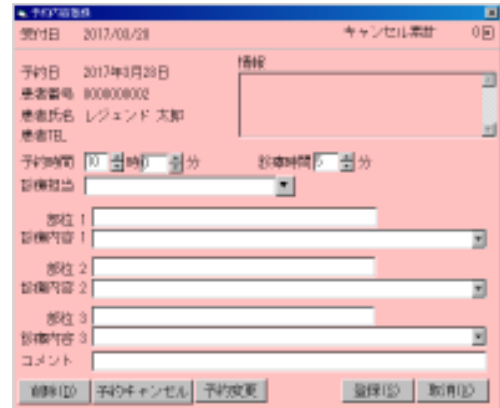 予約内容登録
受付日 2017/03/28 キャンセル累計 0回
予約日 2017年3月28日 情報
患者番号 0000000002
患者氏名 レジェンド 太郎
患者TEL
予約時間 10 時 0 分 診療時間 5 分
診療担当
部位 1
診療内容 1
部位 2
診療内容 2
部位 3
診療内容 3
コメント
削除(D) 予約キャンセル 予約変更 登録(S) 取消(E)